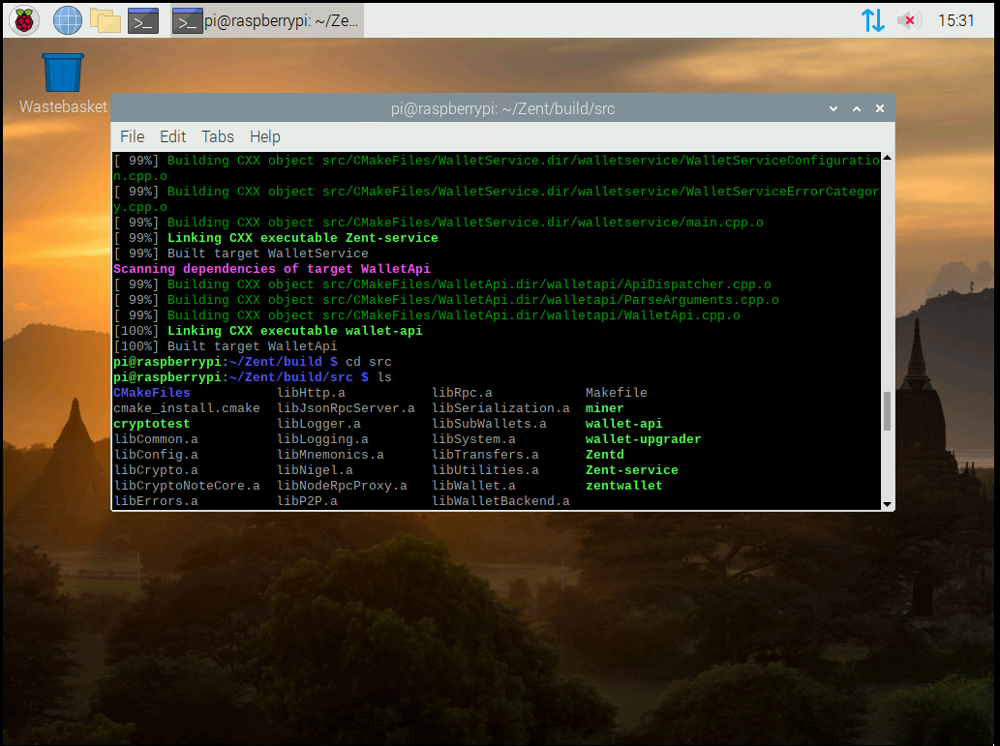 pi@raspberrypi: ~/Ze...
15:31
Wastebasket
pi@raspberrypi: ~/Zent/build/src
File Edit Tabs Help
[ 99%] Building CXX object src/CMakeFiles/WalletService.dir/walletservice/WalletServiceConfiguratio
n.cpp.o
[ 99%] Building CXX object src/CMakeFiles/WalletService.dir/walletservice/WalletServiceErrorCategor
y.cpp.o
[ 99%] Building CXX object src/CMakeFiles/WalletService.dir/walletservice/main.cpp.o
[ 99%] Linking CXX executable Zent-service
[ 99%] Built target WalletService
Scanning dependencies of target WalletApi
[ 99%] Building CXX object src/CMakeFiles/WalletApi.dir/walletapi/ApiDispatcher.cpp.o
[ 99%] Building CXX object src/CMakeFiles/WalletApi.dir/walletapi/ParseArguments.cpp.o
[ 99%] Building CXX object src/CMakeFiles/WalletApi.dir/walletapi/WalletApi.cpp.o
[100%] Linking CXX executable wallet-api
[100%] Built target WalletApi
pi@raspberrypi:~/Zent/build $ cd src
pi@raspberrypi:~/Zent/build/src $ ls
CMakeFiles libHttp.a libRpc.a Makefile
cmake_install.cmake libJsonRpcServer.a libSerialization.a miner
cryptotest libLogger.a libSubWallets.a wallet-api
libCommon.a libLogging.a libSystem.a wallet-upgrader
libConfig.a libMnemonics.a libTransfers.a Zentd
libCrypto.a libNigel.a libUtilities.a Zent-service
libCryptoNoteCore.a libNodeRpcProxy.a libWallet.a zentwallet
libErrors.a libP2P.a libWalletBackend.a